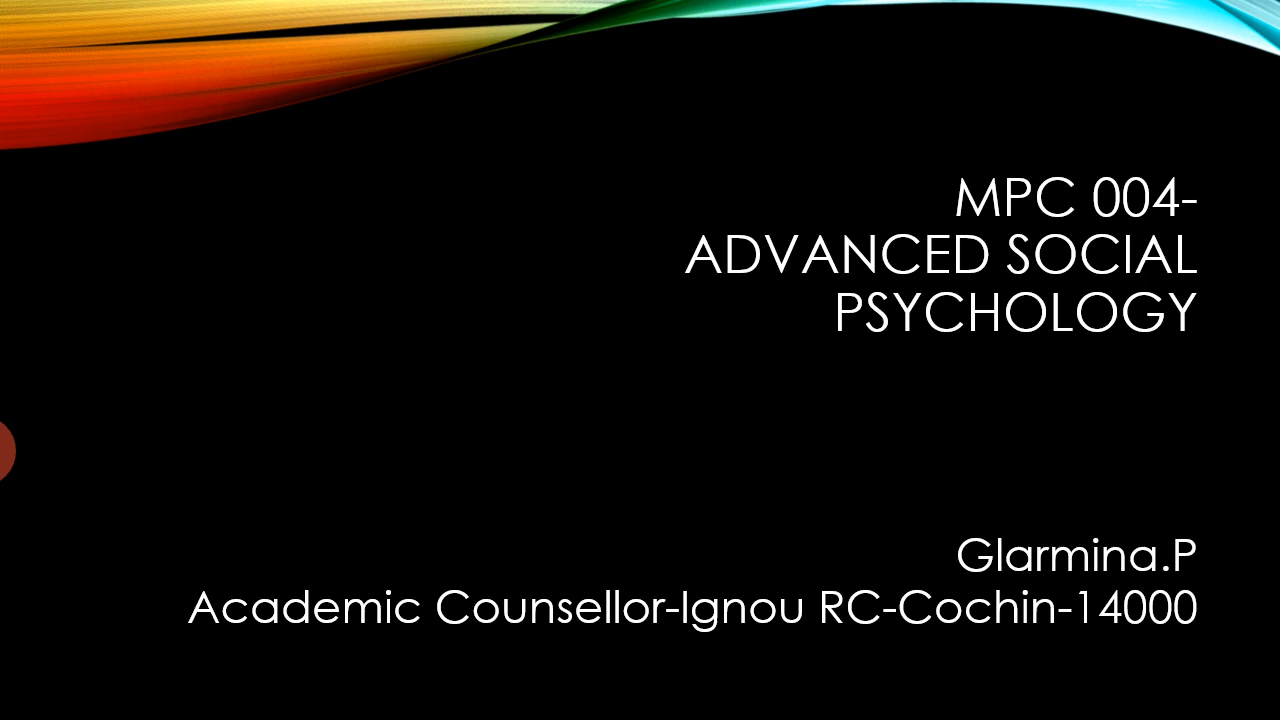 MPC 004-
ADVANCED SOCIAL
PSYCHOLOGY
Glarmina.P
Academic Counsellor-Ignou RC-Cochin-14000